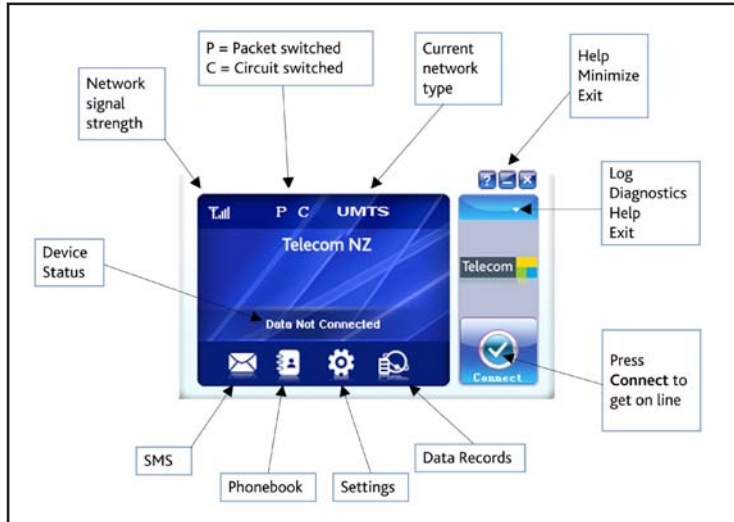 P = Packet switched
C = Circuit switched
Current
network
type
Help
Minimize
Exit
Network
signal
strength
Log
Diagnostics
Help
Exit
P C UMTS
Telecom NZ
Telecom
Device
Status
Data Not Connected
Connect
Press
Connect to
get on line
SMS
Phonebook
Settings
Data Records